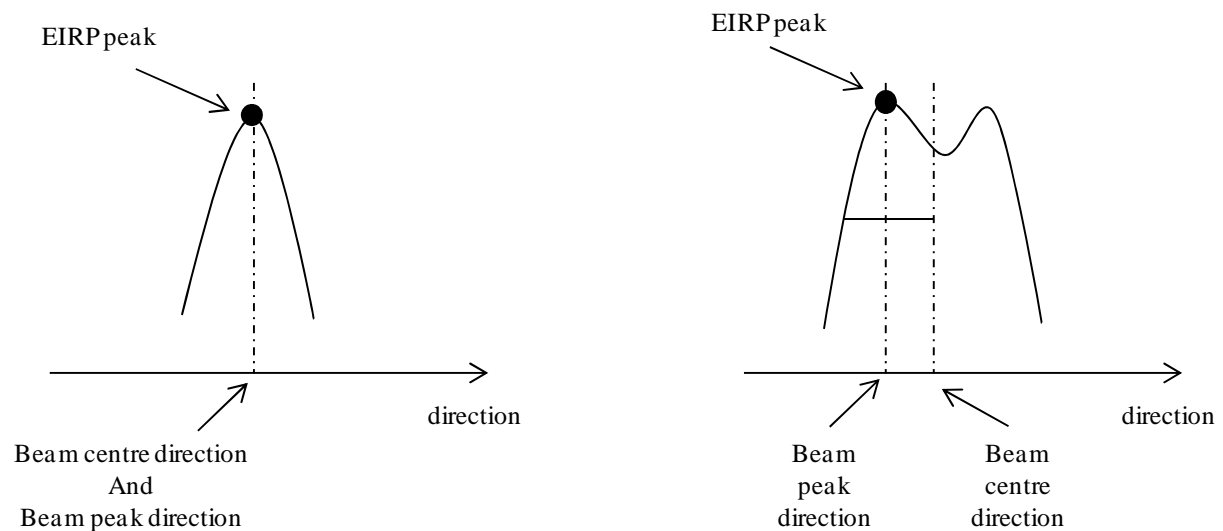 EIRP peak
direction
Beam centre direction
And
Beam peak direction
EIRP peak
direction
Beam
peak
direction
Beam
centre
direction